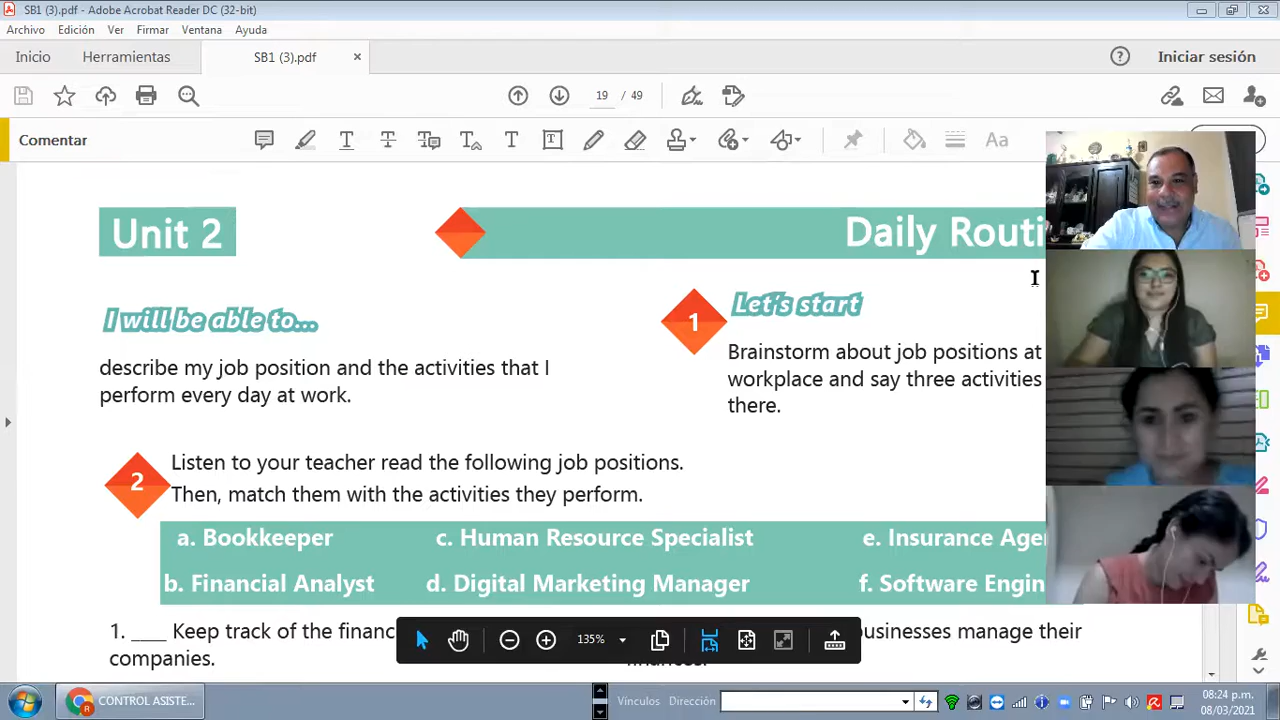 SB1 (3).pdf - Adobe Acrobat Reader DC (32-bit)
Archivo Edición Ver Firmar Ventana Ayuda
Inicio Herramientas SB1 (3).pdf × Iniciar sesión
19 / 49
Comentar
Unit 2
Daily Routi
I will be able to...
describe my job position and the activities that I
perform every day at work.
1
Let's start
Brainstorm about job positions at
workplace and say three activities
there.
2
Listen to your teacher read the following job positions.
Then, match them with the activities they perform.
a. Bookkeeper c. Human Resource Specialist e. Insurance Age
b. Financial Analyst d. Digital Marketing Manager f. Software Engin
1. ____ Keep track of the financ
companies.
businesses manage their
135%
CONTROL ASISTE...
Vínculos Dirección
08:24 p.m.
08/03/2021